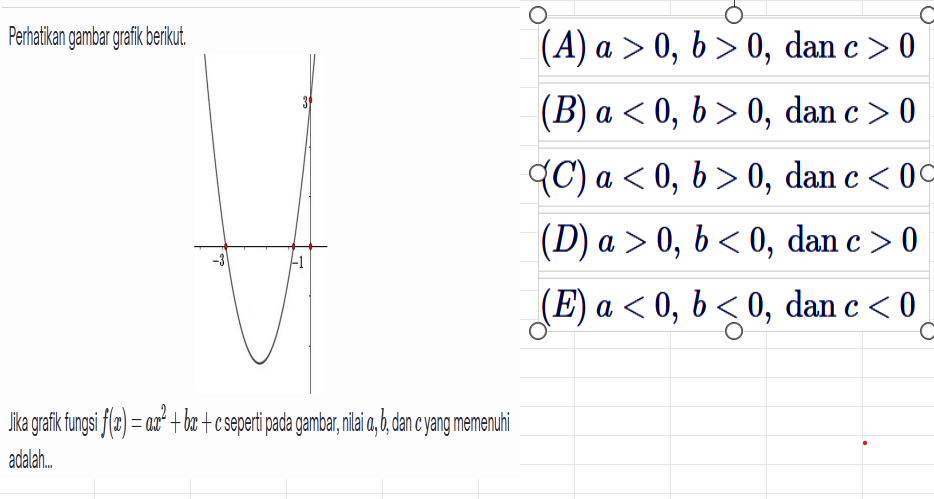 Perhatikan gambar grafik berikut.
3
−3
−1
Jika grafik fungsi f(x) = ax² + bx + c seperti pada gambar, nilai a, b, dan c yang memenuhi
adalah...
(A) a > 0, b > 0, dan c > 0
(B) a < 0, b > 0, dan c > 0
(C) a < 0, b > 0, dan c < 0
(D) a > 0, b < 0, dan c > 0
(E) a < 0, b < 0, dan c < 0